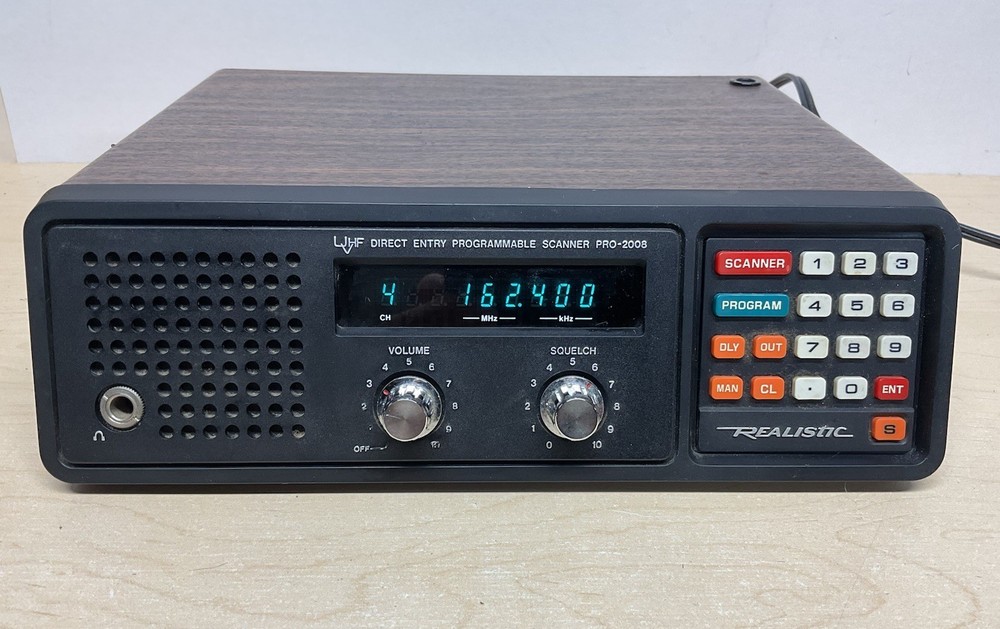 UVHF DIRECT ENTRY PROGRAMMABLE SCANNER PRO-2008
4 162.400
CH MHz kHz
VOLUME
OFF 2 3 4 5 6 7 8 9 10
SQUELCH
0 1 2 3 4 5 6 7 8 9 10
SCANNER 1 2 3
PROGRAM 4 5 6
DLY OUT 7 8 9
MAN CL . 0 ENT
REALISTIC S